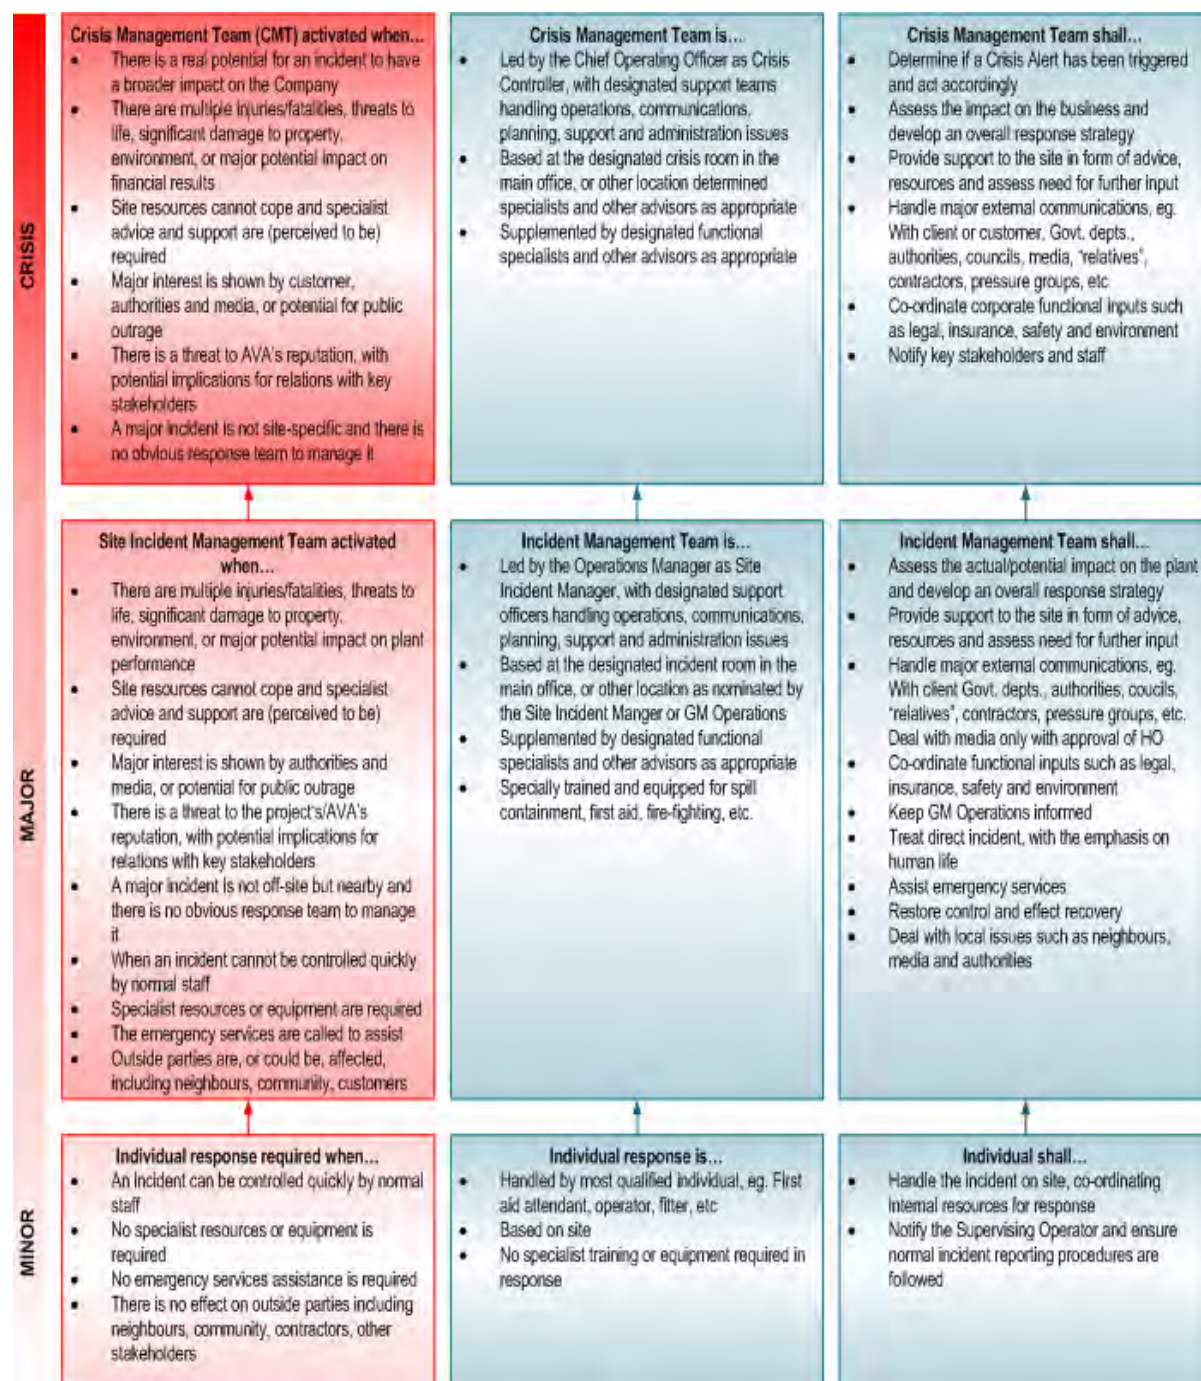 CRISIS
Crisis Management Team (CMT) activated when…
• There is a real potential for an incident to have
a broader impact on the Company
• There are multiple injuries/fatalities, threats to
life, significant damage to property,
environment, or major potential impact on
financial results
• Site resources cannot cope and specialist
advice and support are (perceived to be)
required
• Major interest is shown by customer,
authorities and media, or potential for public
outrage
• There is a threat to AVA's reputation, with
potential implications for relations with key
stakeholders
• A major incident is not site-specific and there is
no obvious response team to manage it
Crisis Management Team is…
• Led by the Chief Operating Officer as Crisis
Controller, with designated support teams
handling operations, communications,
planning, support and administration issues
• Based at the designated crisis room in the
main office, or other location determined
specialists and other advisors as appropriate
• Supplemented by designated functional
specialists and other advisors as appropriate
Crisis Management Team shall…
• Determine if a Crisis Alert has been triggered
and act accordingly
• Assess the impact on the business and
develop an overall response strategy
• Provide support to the site in form of advice,
resources and assess need for further input
• Handle major external communications, eg.
With client or customer, Govt. depts.,
authorities, councils, media, "relatives",
contractors, pressure groups, etc
• Co-ordinate corporate functional inputs such
as legal, insurance, safety and environment
• Notify key stakeholders and staff
MAJOR
Site Incident Management Team activated
when…
• There are multiple injuries/fatalities, threats to
life, significant damage to property,
environment, or major potential impact on plant
performance
• Site resources cannot cope and specialist
advice and support are (perceived to be)
required
• Major interest is shown by authorities and
media, or potential for public outrage
• There is a threat to the project's/AVA's
reputation, with potential implications for
relations with key stakeholders
• A major incident is not off-site but nearby and
there is no obvious response team to manage
it
• When an incident cannot be controlled quickly
by normal staff
• Specialist resources or equipment are required
• The emergency services are called to assist
• Outside parties are, or could be, affected,
including neighbours, community, customers
Incident Management Team is…
• Led by the Operations Manager as Site
Incident Manager, with designated support
officers handling operations, communications,
planning, support and administration issues
• Based at the designated incident room in the
main office, or other location as nominated by
the Site Incident Manger or GM Operations
• Supplemented by designated functional
specialists and other advisors as appropriate
• Specially trained and equipped for spill
containment, first aid, fire-fighting, etc.
Incident Management Team shall…
• Assess the actual/potential impact on the plant
and develop an overall response strategy
• Provide support to the site in form of advice,
resources and assess need for further input
• Handle major external communications, eg.
With client Govt. depts., authorities, coucils,
"relatives", contractors, pressure groups, etc.
Deal with media only with approval of HO
• Co-ordinate functional inputs such as legal,
insurance, safety and environment
• Keep GM Operations informed
• Treat direct incident, with the emphasis on
human life
• Assist emergency services
• Restore control and effect recovery
• Deal with local issues such as neighbours,
media and authorities
MINOR
Individual response required when…
• An incident can be controlled quickly by normal
staff
• No specialist resources or equipment is
required
• No emergency services assistance is required
• There is no effect on outside parties including
neighbours, community, contractors, other
stakeholders
Individual response is…
• Handled by most qualified individual, eg. First
aid attendant, operator, fitter, etc
• Based on site
• No specialist training or equipment required in
response
Individual shall…
• Handle the incident on site, co-ordinating
Internal resources for response
• Notify the Supervising Operator and ensure
normal incident reporting procedures are
followed